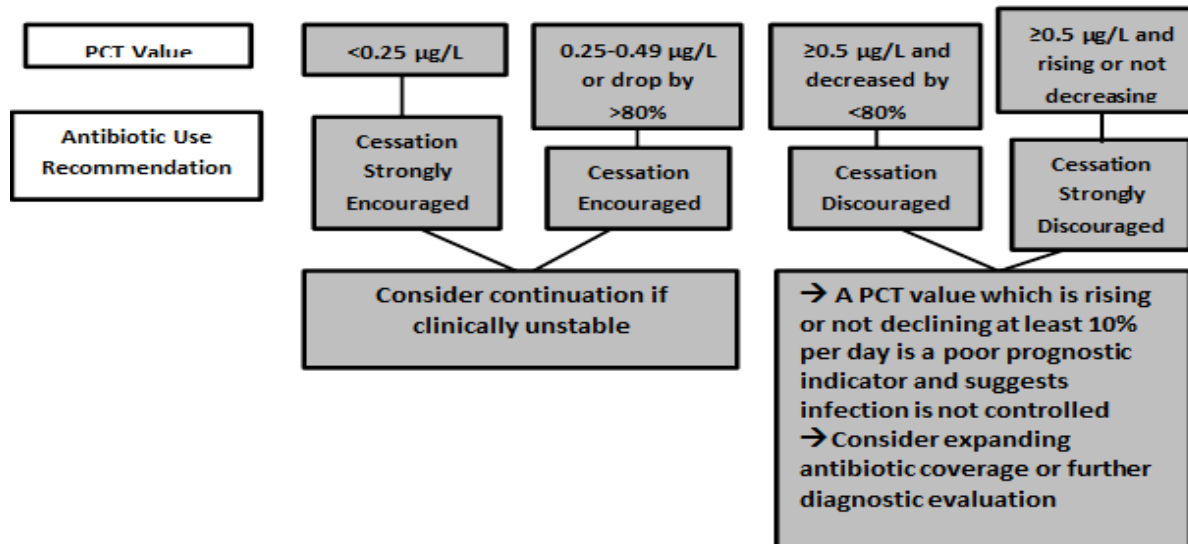 PCT Value
<0.25 µg/L
0.25-0.49 µg/L
or drop by
>80%
≥0.5 µg/L and
decreased by
<80%
≥0.5 µg/L and
rising or not
decreasing
Antibiotic Use
Recommendation
Cessation
Strongly
Encouraged
Cessation
Encouraged
Cessation
Discouraged
Cessation
Strongly
Discouraged
Consider continuation if
clinically unstable
→ A PCT value which is rising
or not declining at least 10%
per day is a poor prognostic
indicator and suggests
infection is not controlled
→ Consider expanding
antibiotic coverage or further
diagnostic evaluation